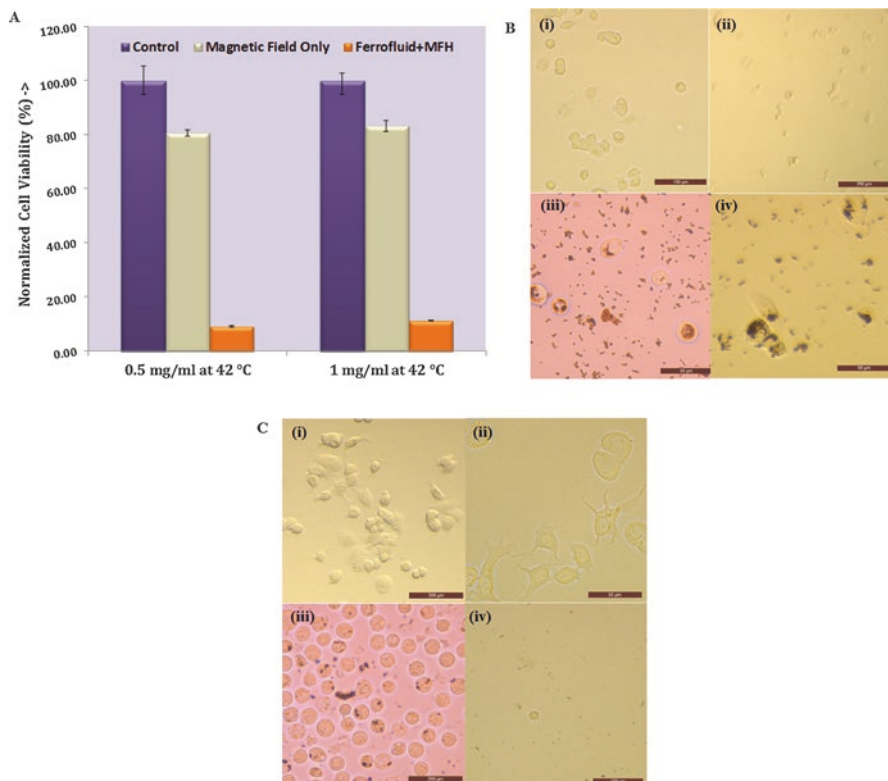 A
120.00
Control Magnetic Field Only Ferrofluid+MFH
100.00
80.00
60.00
40.00
20.00
0.00
Normalized Cell Viability (%) ->
0.5 mg/ml at 42 °C
1 mg/ml at 42 °C
B
(i)
(ii)
(iii)
(iv)
C
(i)
(ii)
(iii)
(iv)